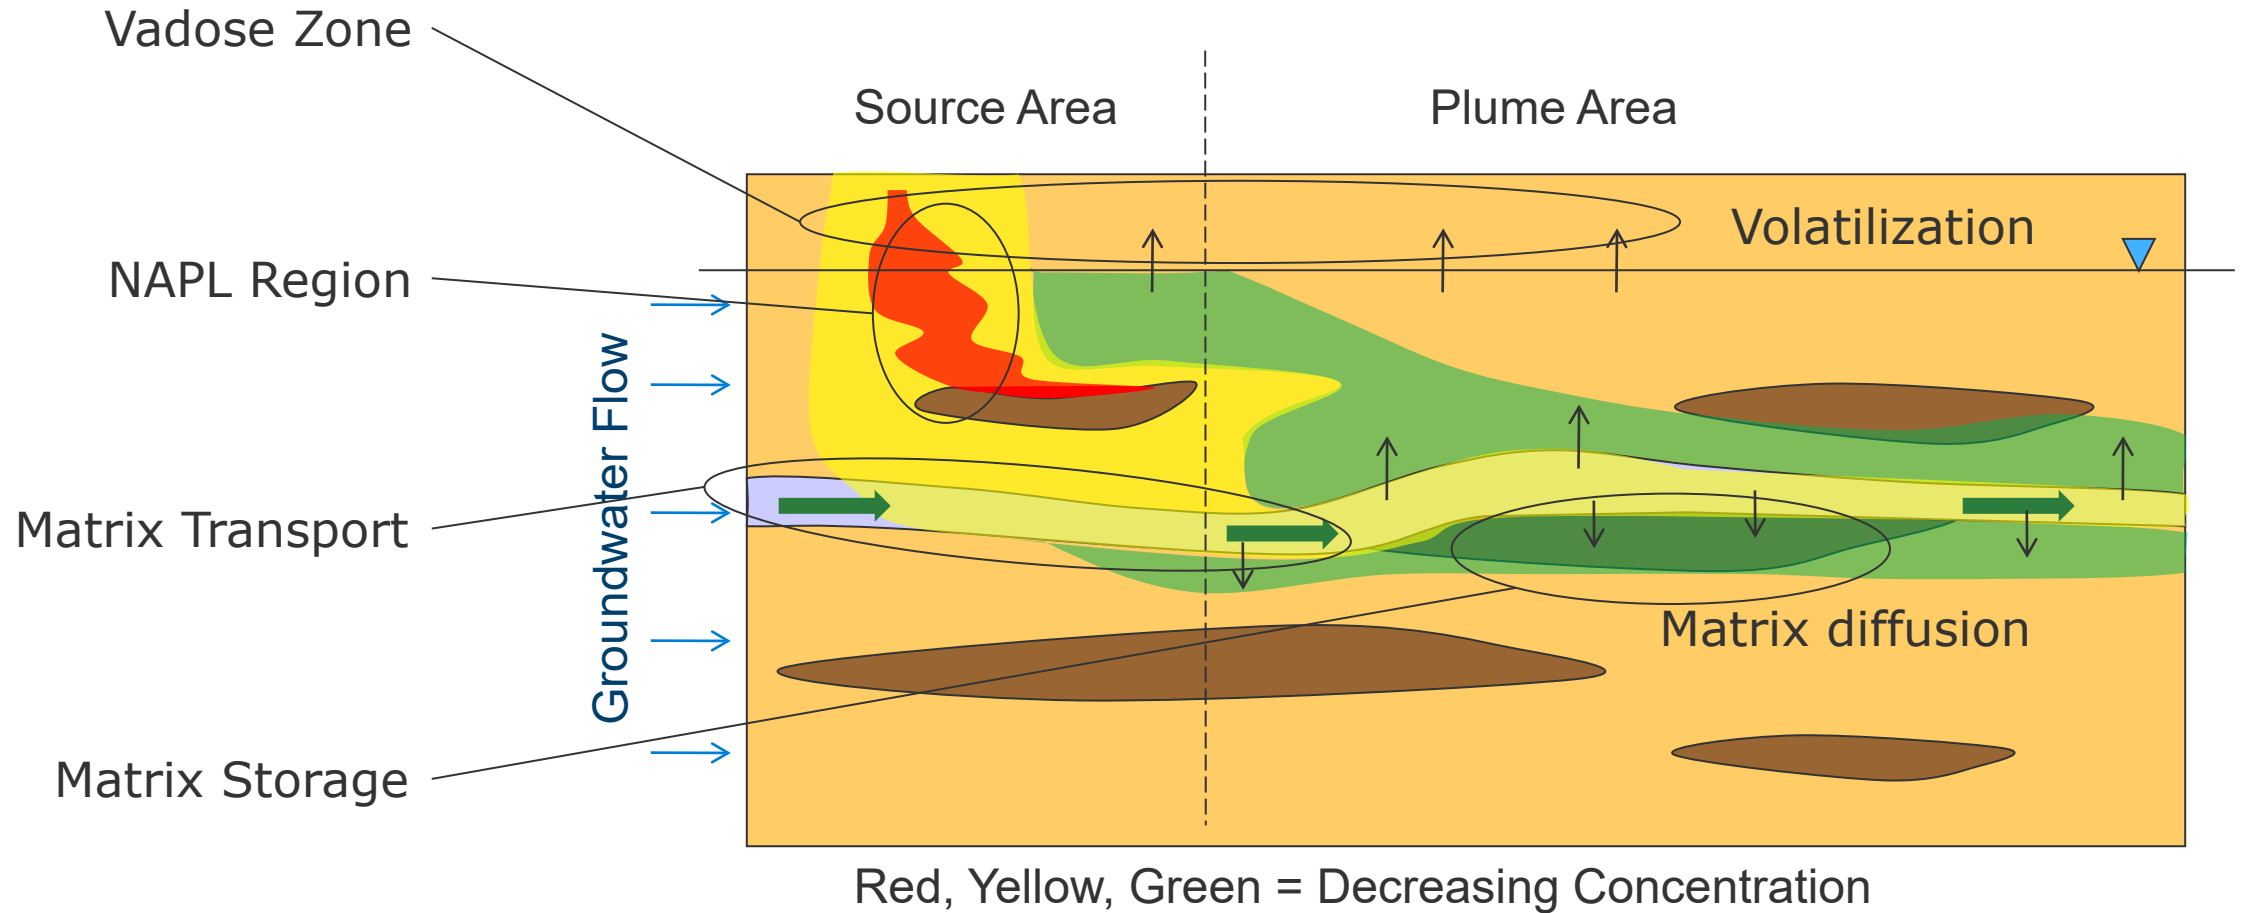 Vadose Zone
Source Area
Plume Area
Volatilization
NAPL Region
Groundwater Flow
Matrix Transport
Matrix diffusion
Matrix Storage
Red, Yellow, Green = Decreasing Concentration